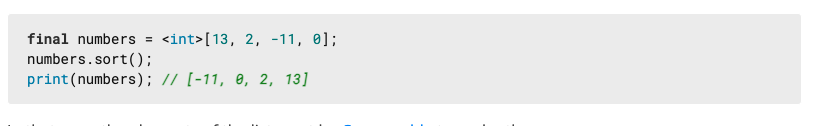 final numbers = <int>[13, 2, -11, 0];
numbers.sort();
print(numbers); // [-11, 0, 2, 13]